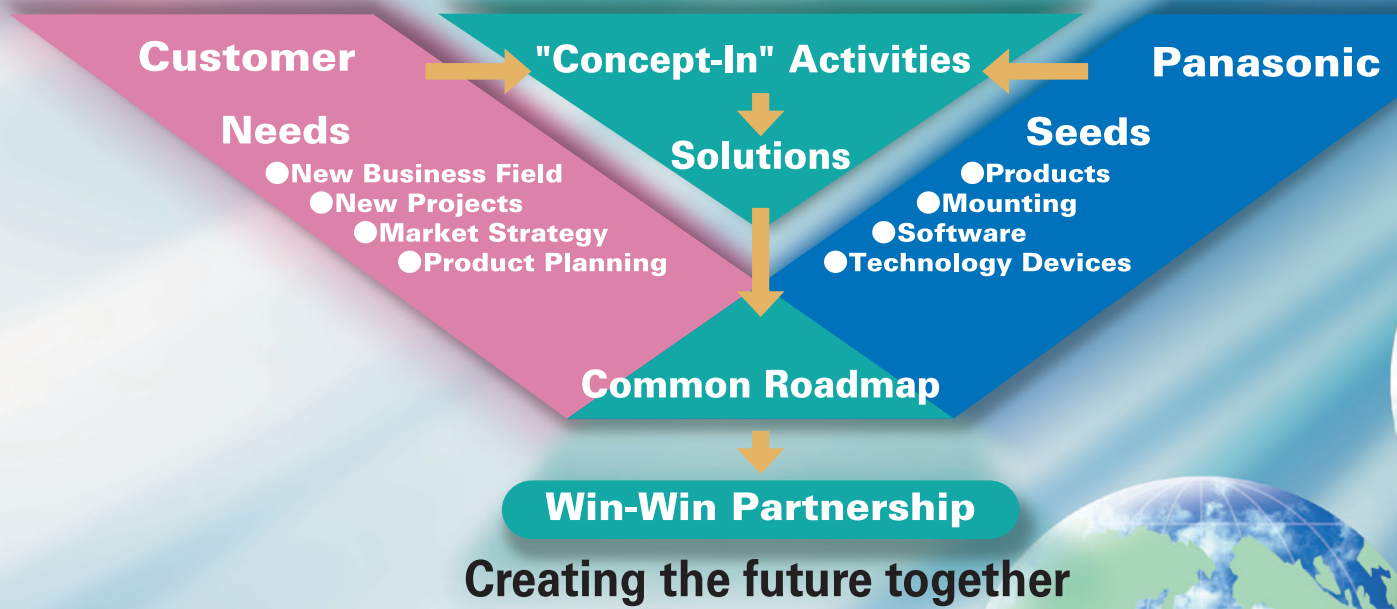 Customer
"Concept-In" Activities
Panasonic
Needs
●New Business Field
●New Projects
●Market Strategy
●Product Planning
Solutions
Seeds
●Products
●Mounting
●Software
●Technology Devices
Common Roadmap
Win-Win Partnership
Creating the future together